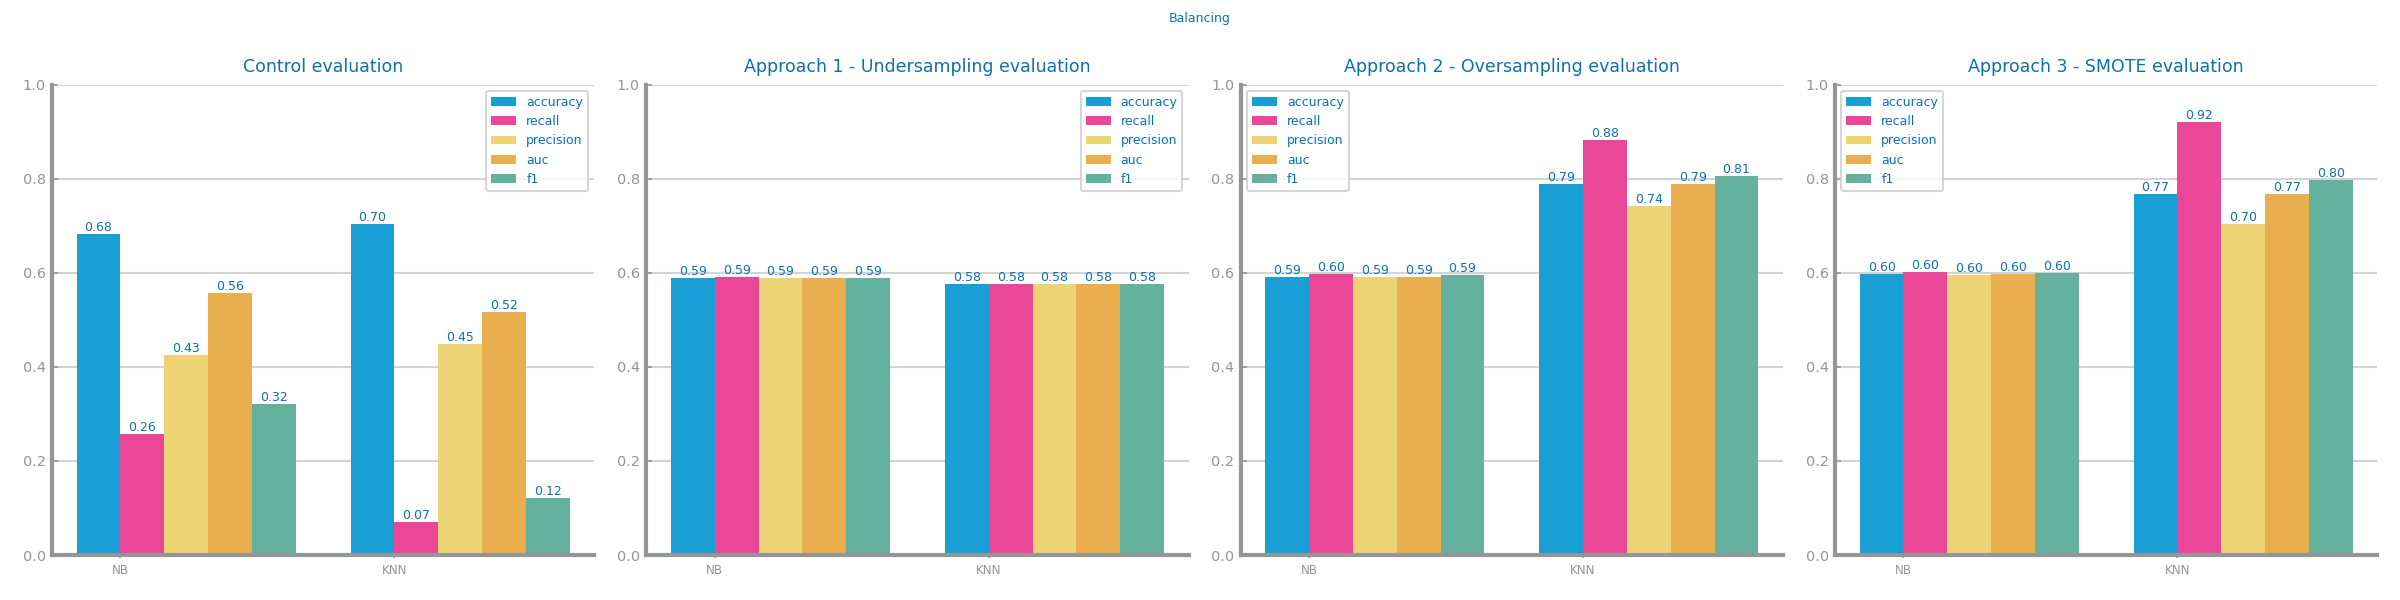 Balancing
Control evaluation
1.0
0.8
0.6
0.4
0.2
0.0
accuracy
recall
precision
auc
f1
0.68
0.26
0.43
0.56
0.32
0.70
0.07
0.45
0.52
0.12
NB
KNN
Approach 1 - Undersampling evaluation
1.0
0.8
0.6
0.4
0.2
0.0
accuracy
recall
precision
auc
f1
0.59
0.59
0.59
0.59
0.59
0.58
0.58
0.58
0.58
0.58
NB
KNN
Approach 2 - Oversampling evaluation
1.0
0.8
0.6
0.4
0.2
0.0
accuracy
recall
precision
auc
f1
0.59
0.60
0.59
0.59
0.59
0.79
0.88
0.74
0.79
0.81
NB
KNN
Approach 3 - SMOTE evaluation
1.0
0.8
0.6
0.4
0.2
0.0
accuracy
recall
precision
auc
f1
0.60
0.60
0.60
0.60
0.60
0.77
0.92
0.70
0.77
0.80
NB
KNN